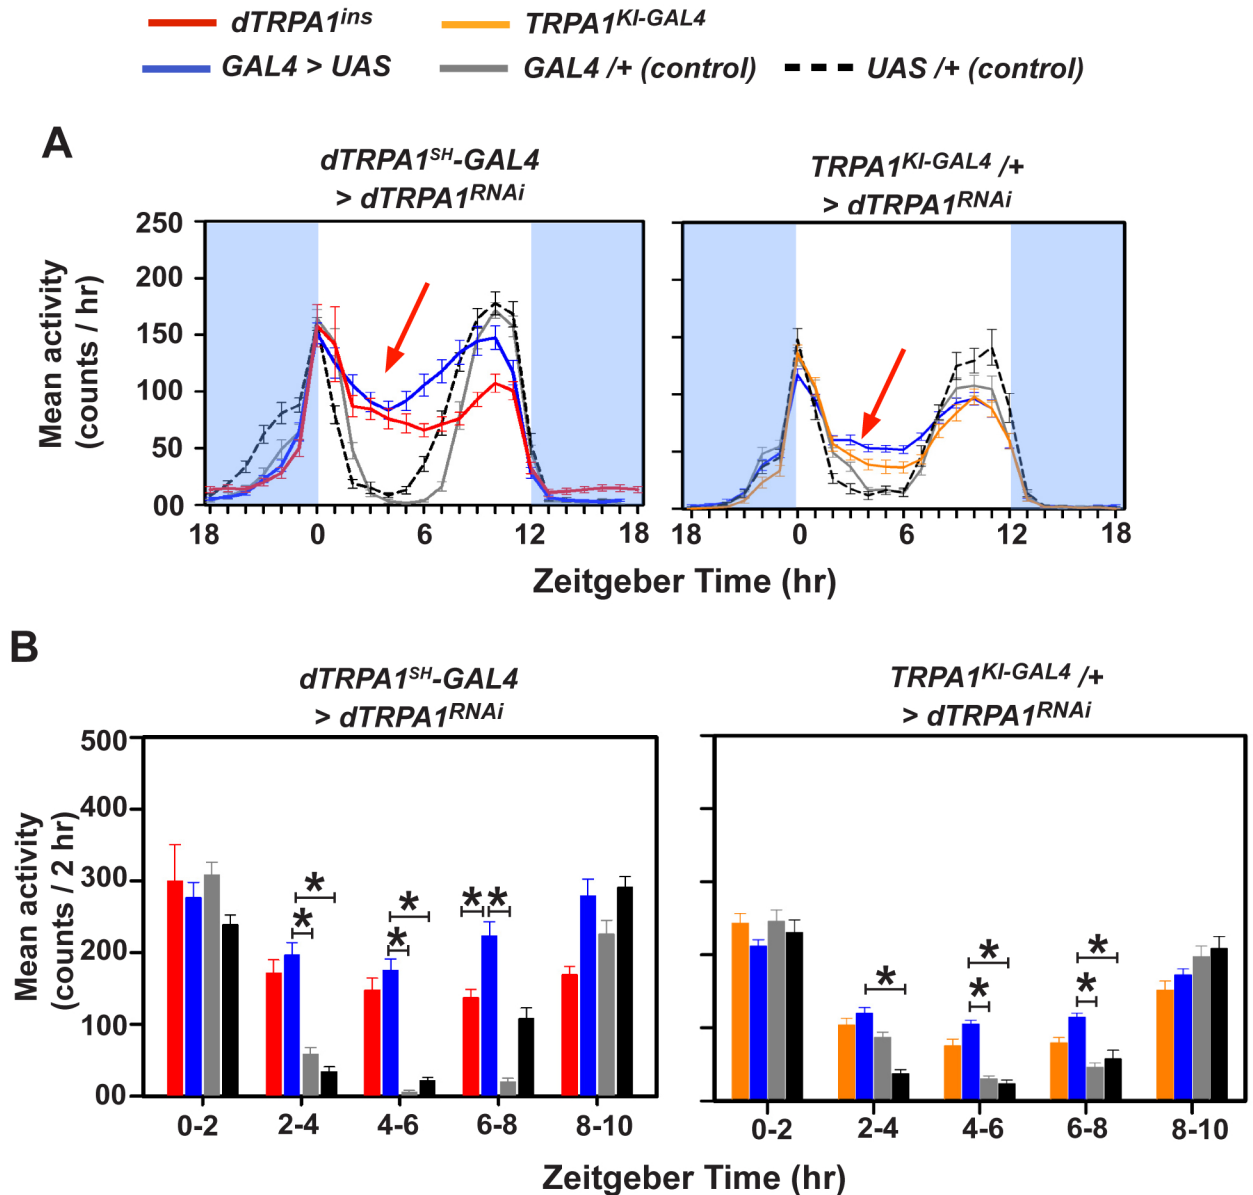 dTRPA1ins TRPA1KI-GAL4
GAL4 > UAS GAL4 /+ (control) UAS /+ (control)
A
dTRPA1SH-GAL4
> dTRPA1RNAi
TRPA1KI-GAL4 /+
> dTRPA1RNAi
Mean activity
(counts / hr)
250
200
150
100
50
00
18 0 6 12 18
18 0 6 12 18
Zeitgeber Time (hr)
B
dTRPA1SH-GAL4
> dTRPA1RNAi
TRPA1KI-GAL4 /+
> dTRPA1RNAi
Mean activity
(counts / 2 hr)
500
400
300
200
100
00
* * * * * *
* * * * *
0-2 2-4 4-6 6-8 8-10
0-2 2-4 4-6 6-8 8-10
Zeitgeber Time (hr)